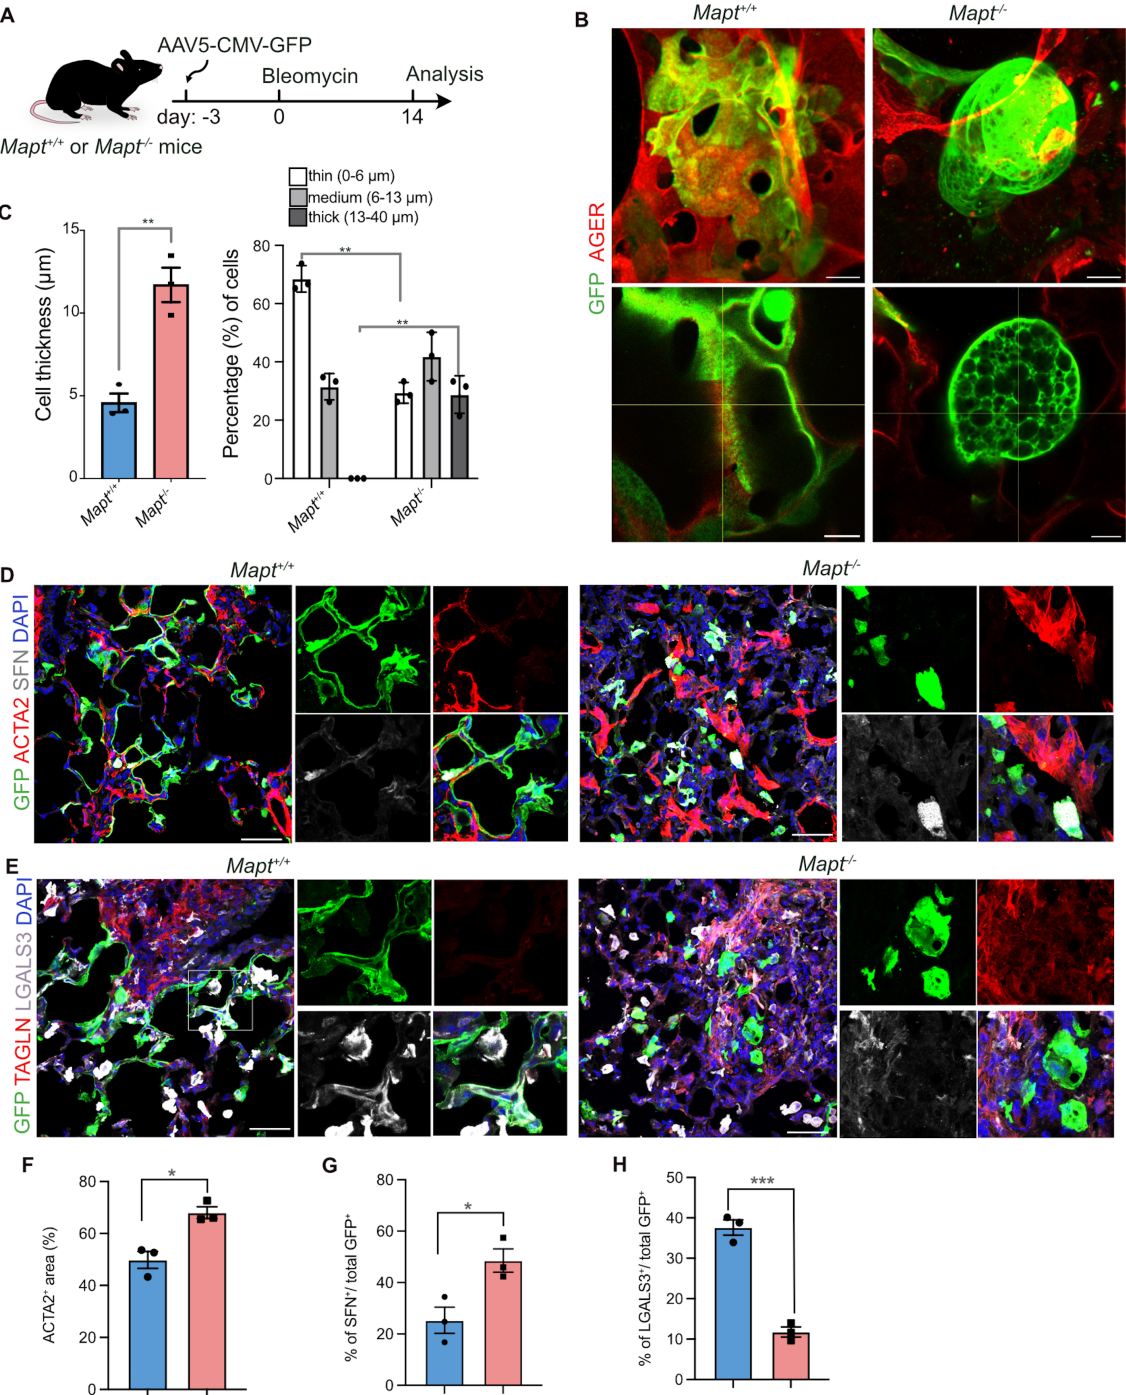 A
AAV5-CMV-GFP
Bleomycin
Analysis
day: -3
0
14
Mapt+/+ or Mapt-/- mice
B
Mapt+/+
Mapt-/-
GFP AGER
C
thin (0-6 µm)
medium (6-13 µm)
thick (13-40 µm)
Cell thickness (µm)
15
10
5
0
**
Mapt+/+
Mapt-/-
Percentage (%) of cells
80
60
40
20
0
**
**
Mapt+/+
Mapt-/-
D
Mapt+/+
Mapt-/-
GFP ACTA2 SFN DAPI
E
Mapt+/+
Mapt-/-
GFP TAGLN LGALS3 DAPI
F
ACTA2+ area (%)
80
60
40
20
0
*
G
% of SFN+/ total GFP+
80
60
40
20
0
*
H
% of LGALS3+/ total GFP+
50
40
30
20
10
0
***